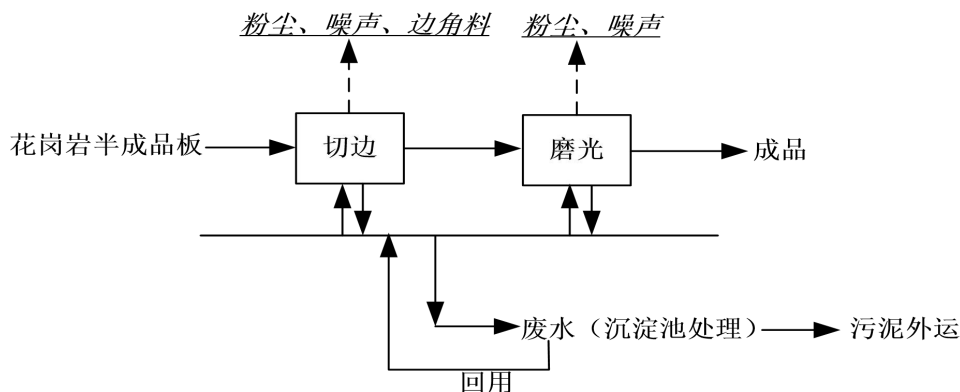 粉尘、噪声、边角料
粉尘、噪声
花岗岩半成品板
切边
磨光
成品
废水（沉淀池处理）
污泥外运
回用